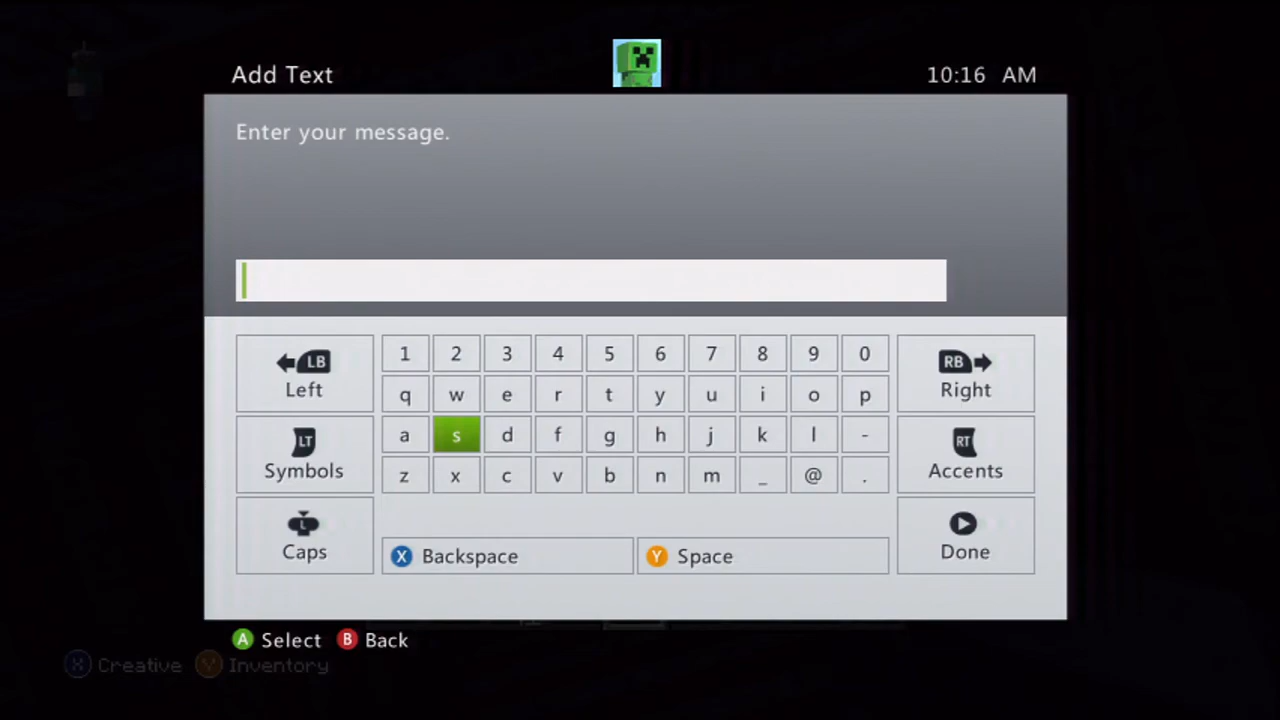 Add Text
10:16 AM
Enter your message.
LB
Left
1 2 3 4 5 6 7 8 9 0
RB
Right
q w e r t y u i o p
LT
Symbols
a s d f g h j k l -
RT
Accents
z x c v b n m _ @ .
L
Caps
X Backspace
Y Space
Done
A Select B Back
X Creative Y Inventory